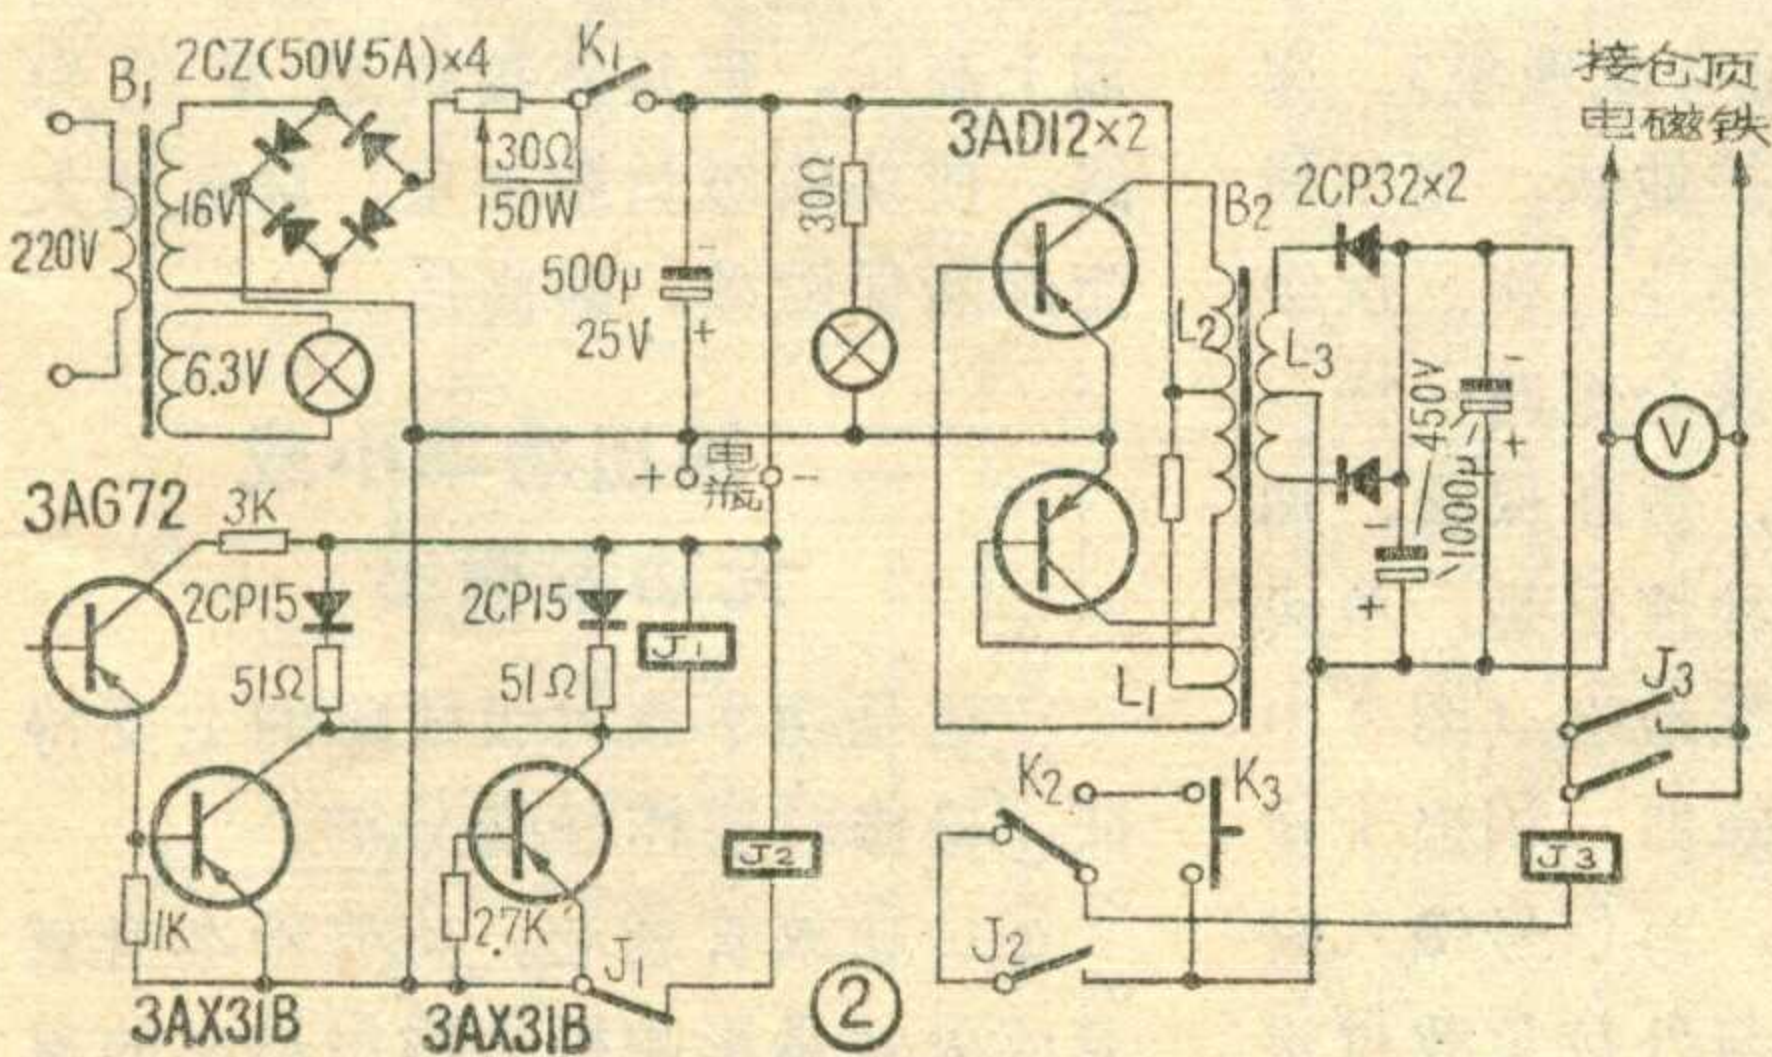 B1
2CZ(50V5A)×4
K1
接仓顶
电磁铁
220V
16V
30Ω
150W
3AD12×2
30Ω
B2
2CP32×2
500μ
25V
-
+
6.3V
L2
L3
450V
1000μ
-
+
-
+
V
+ 电瓶 -
3AG72
3K
2CP15
2CP15
J1
51Ω
51Ω
L1
J3
K2
K3
J2
J3
1K
2.7K
J1
J2
3AX31B
3AX31B
2